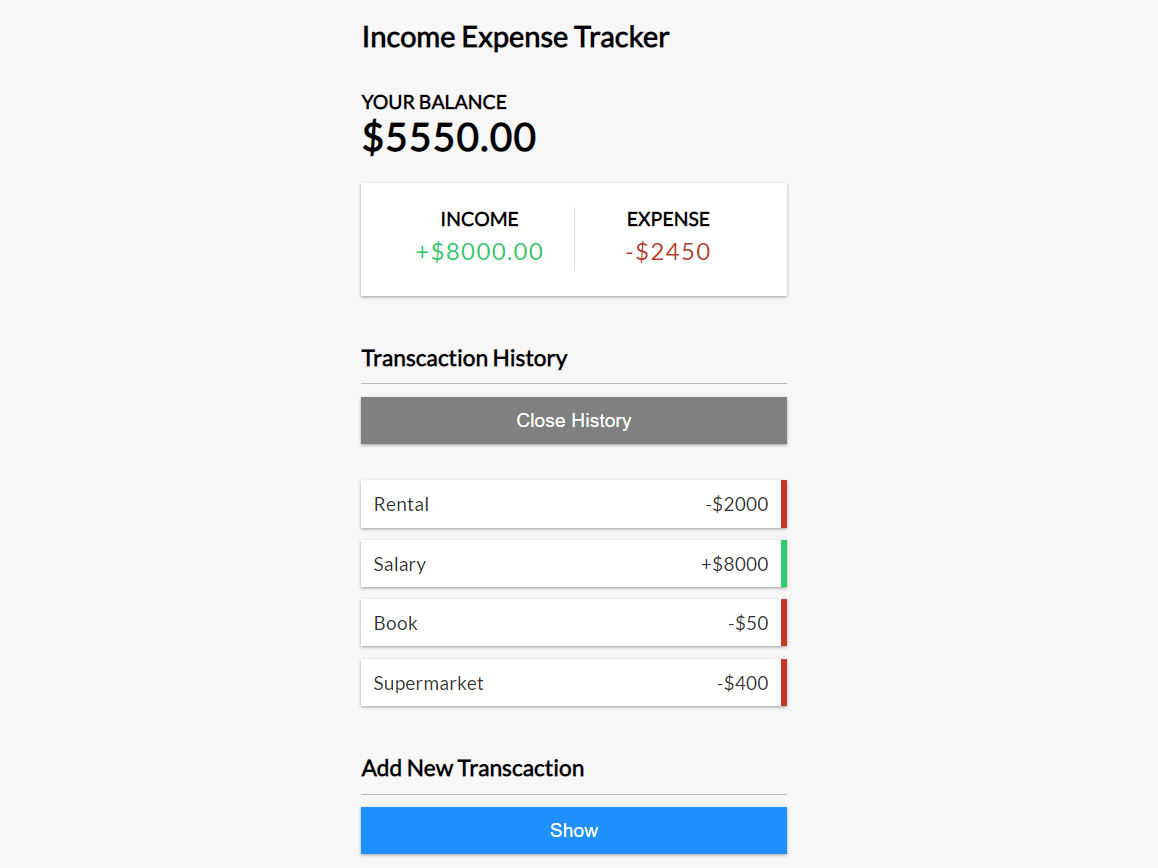 Income Expense Tracker
YOUR BALANCE
$5550.00
INCOME EXPENSE
+$8000.00 -$2450
Transcaction History
Close History
Rental -$2000
Salary +$8000
Book -$50
Supermarket -$400
Add New Transcaction
Show